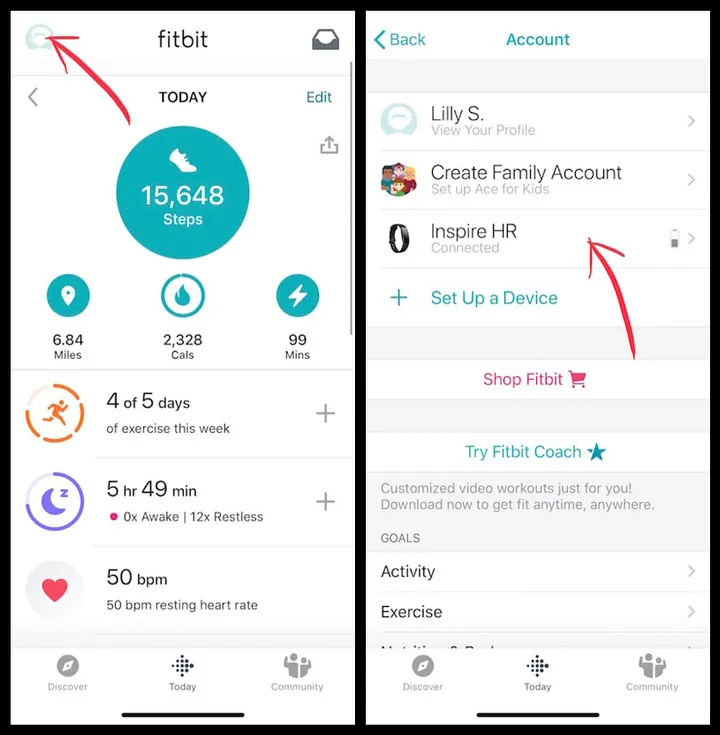 fitbit
TODAY
Edit
15,648
Steps
6.84
Miles
2,328
Cals
99
Mins
4 of 5 days
of exercise this week
5 hr 49 min
0x Awake | 12x Restless
50 bpm
50 bpm resting heart rate
Discover
Today
Community
Back
Account
Lilly S.
View Your Profile
Create Family Account
Set up Ace for Kids
Inspire HR
Connected
Set Up a Device
Shop Fitbit
Try Fitbit Coach
Customized video workouts just for you!
Download now to get fit anytime, anywhere.
GOALS
Activity
Exercise
Discover
Today
Community